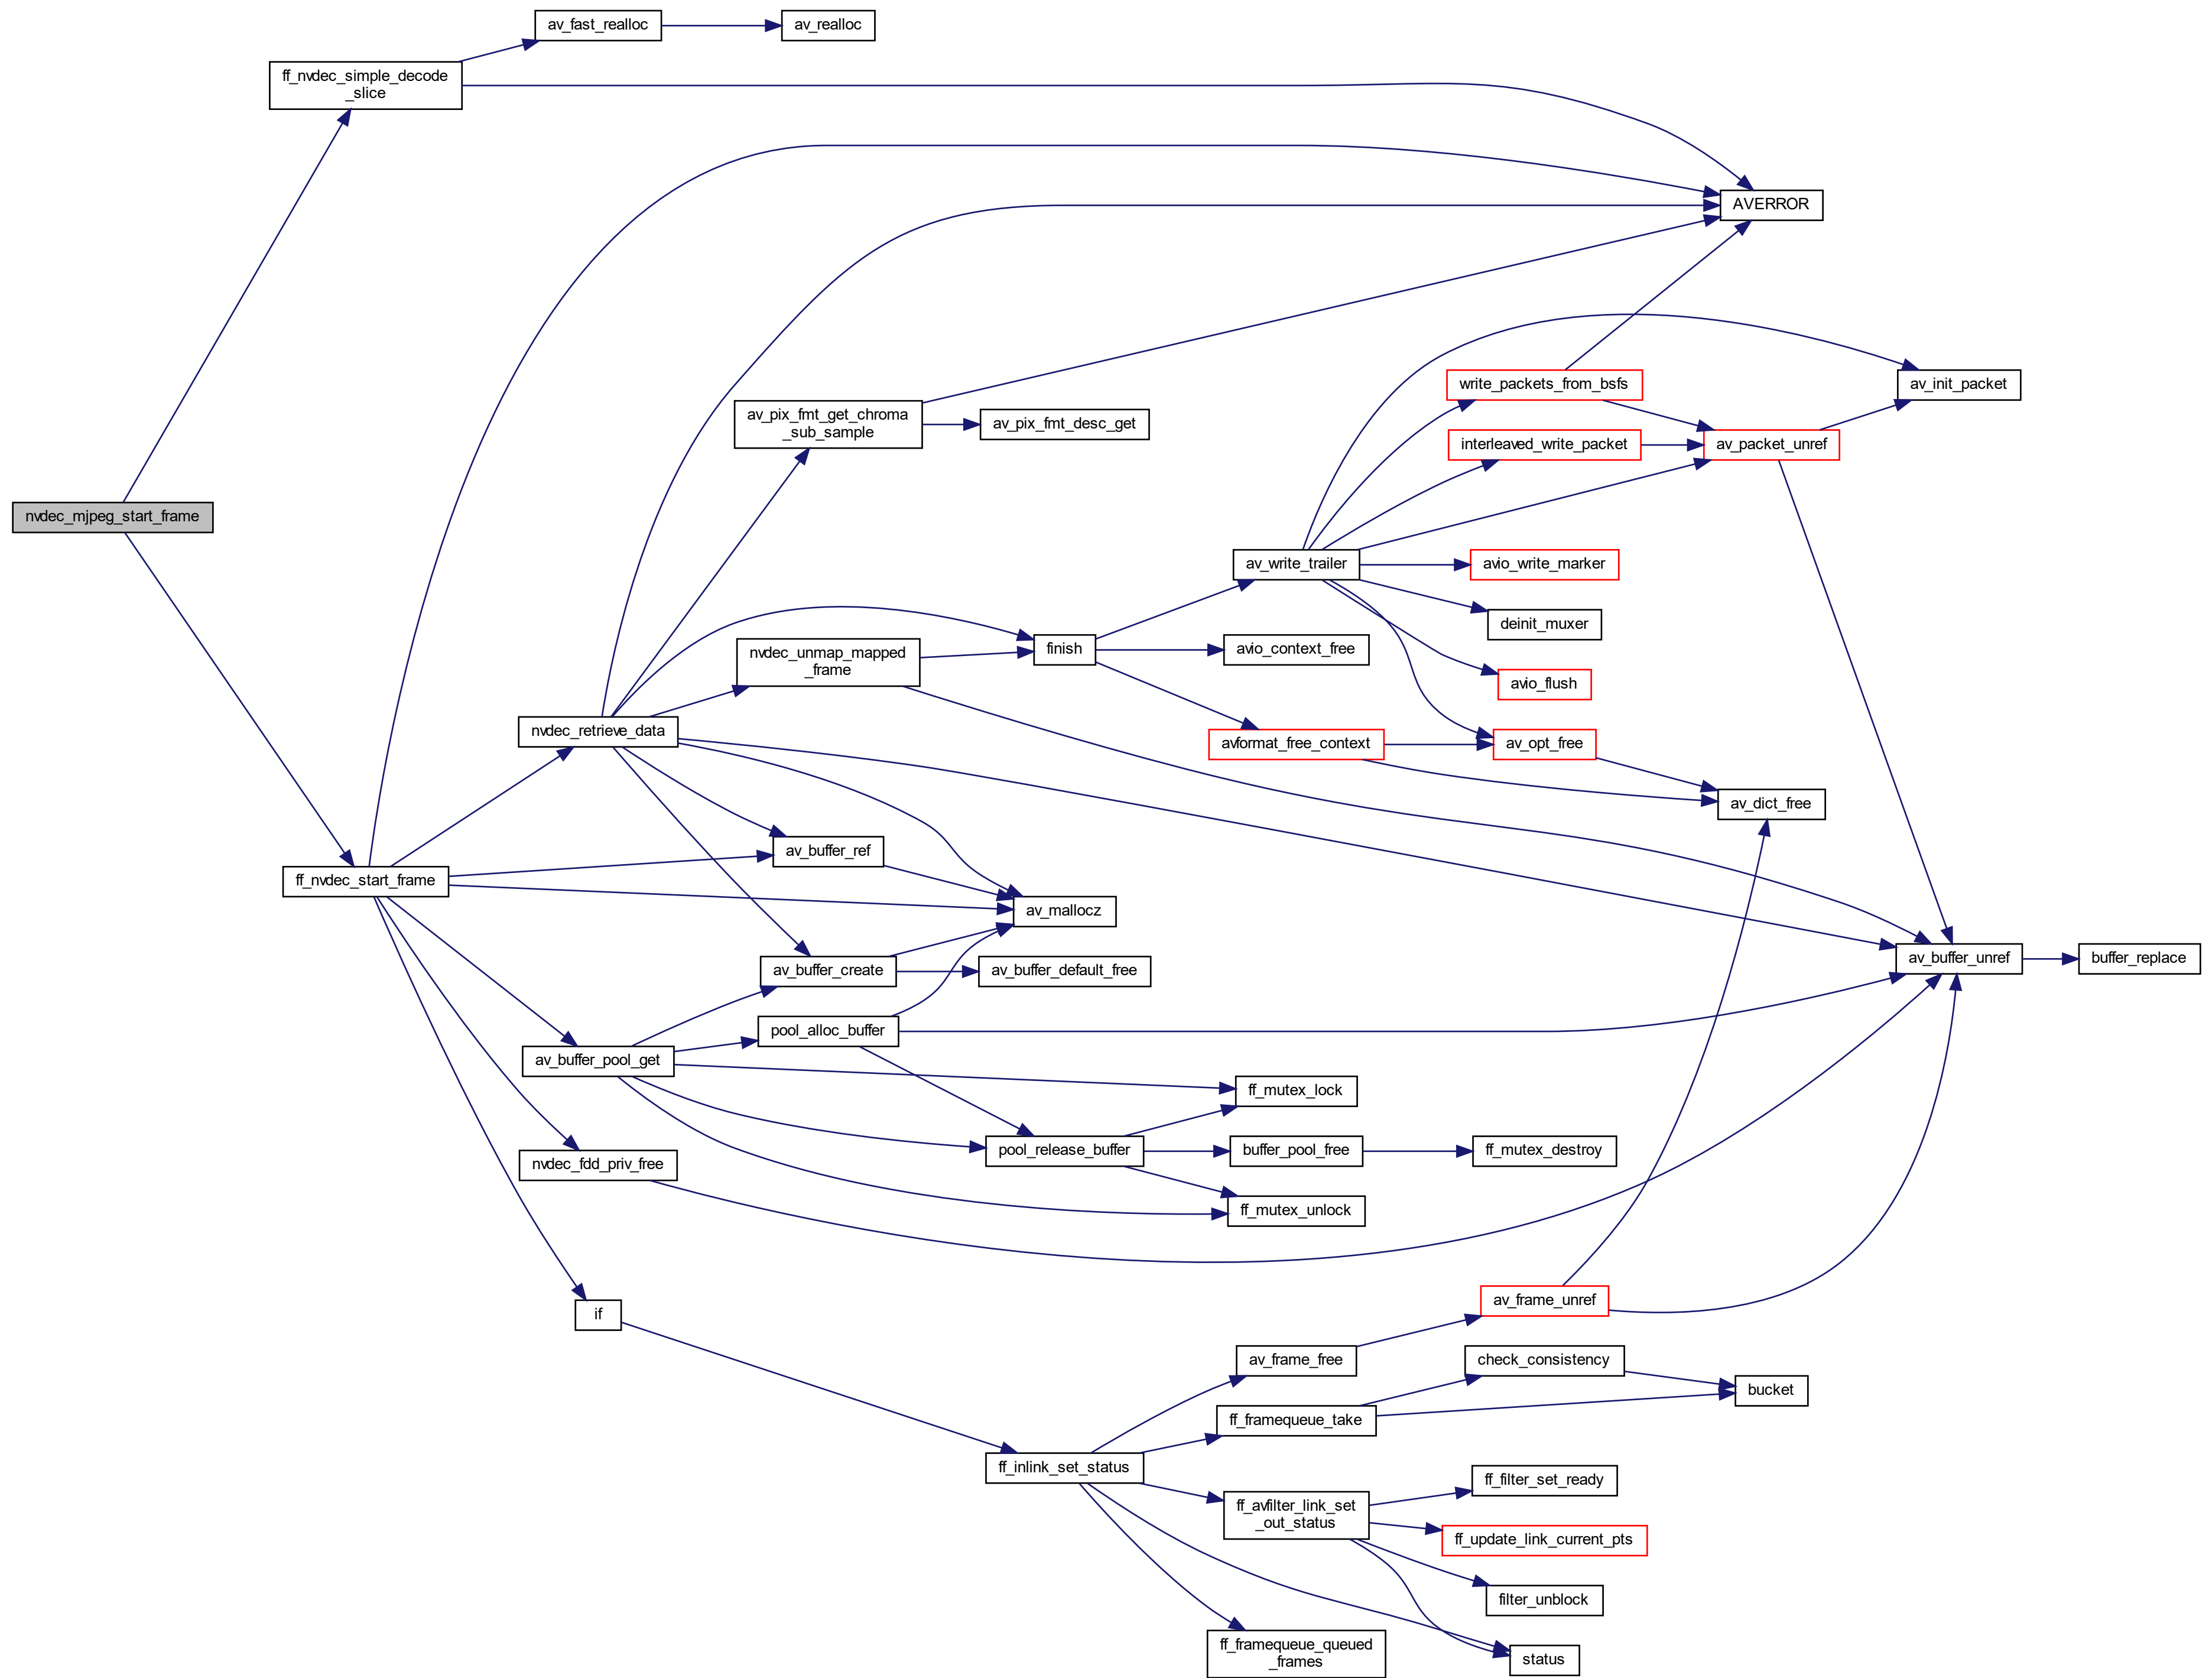 av_fast_realloc
av_realloc
ff_nvdec_simple_decode
_slice
AVERROR
av_init_packet
write_packets_from_bsfs
av_pix_fmt_get_chroma
_sub_sample
av_pix_fmt_desc_get
interleaved_write_packet
av_packet_unref
nvdec_mjpeg_start_frame
av_write_trailer
avio_write_marker
deinit_muxer
finish
avio_context_free
nvdec_unmap_mapped
_frame
avio_flush
nvdec_retrieve_data
avformat_free_context
av_opt_free
av_dict_free
av_buffer_ref
ff_nvdec_start_frame
av_mallocz
av_buffer_unref
buffer_replace
av_buffer_create
av_buffer_default_free
pool_alloc_buffer
av_buffer_pool_get
ff_mutex_lock
pool_release_buffer
buffer_pool_free
ff_mutex_destroy
nvdec_fdd_priv_free
ff_mutex_unlock
av_frame_unref
if
av_frame_free
check_consistency
bucket
ff_framequeue_take
ff_inlink_set_status
ff_filter_set_ready
ff_avfilter_link_set
_out_status
ff_update_link_current_pts
filter_unblock
ff_framequeue_queued
_frames
status